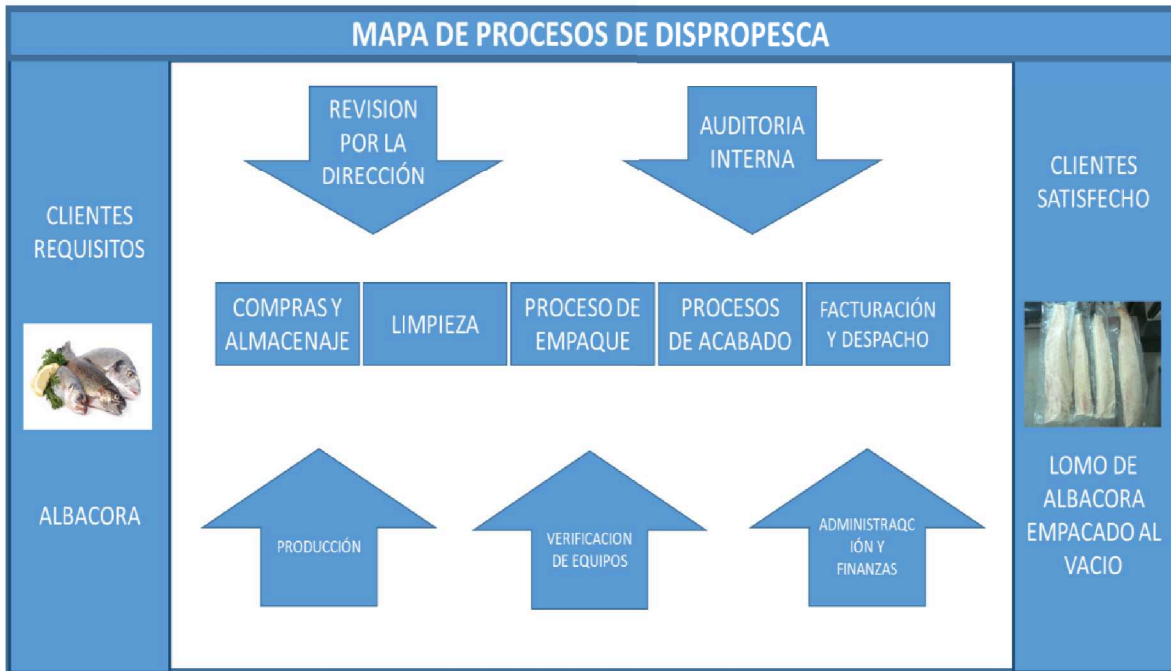 MAPA DE PROCESOS DE DISPROPESCA
CLIENTES
REQUISITOS
ALBACORA
REVISION
POR LA
DIRECCIÓN
AUDITORIA
INTERNA
COMPRAS Y
ALMACENAJE
LIMPIEZA
PROCESO DE
EMPAQUE
PROCESOS
DE ACABADO
FACTURACIÓN
Y DESPACHO
PRODUCCIÓN
VERIFICACION
DE EQUIPOS
ADMINISTRAQC
IÓN Y
FINANZAS
CLIENTES
SATISFECHO
LOMO DE
ALBACORA
EMPACADO AL
VACIO